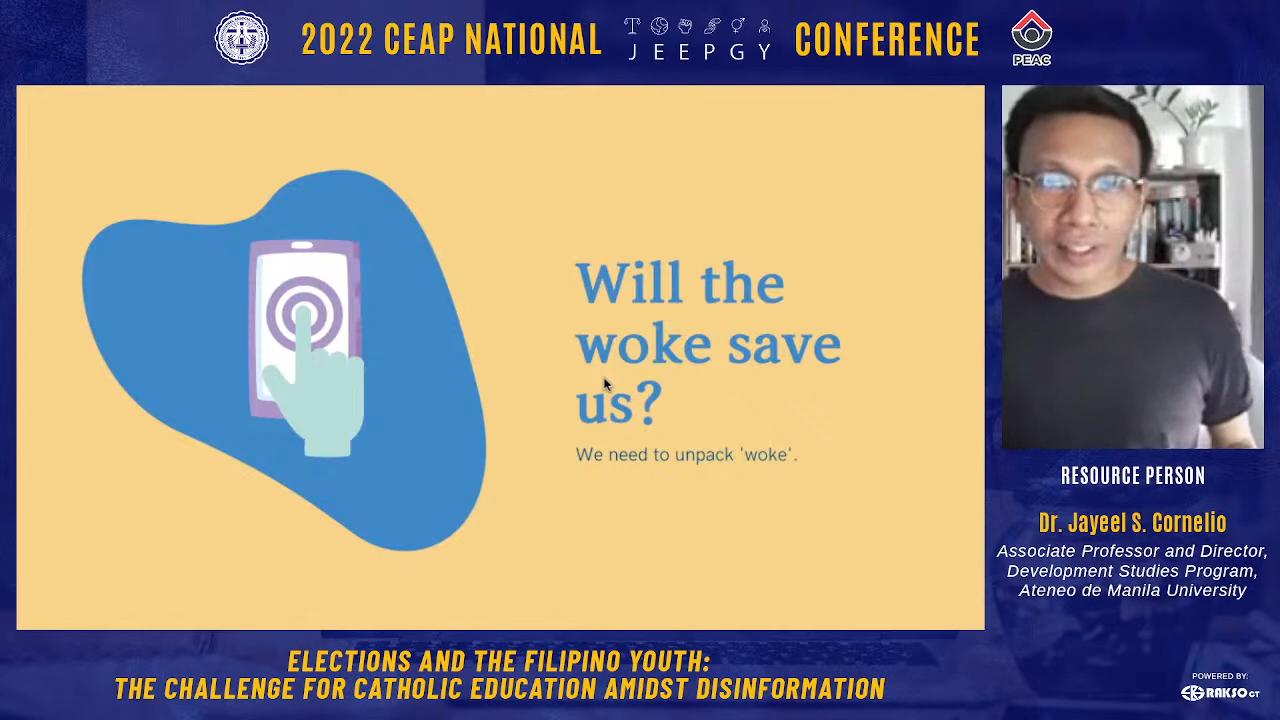 2022 CEAP NATIONAL
JEEPGY
CONFERENCE
PEAC
Will the
woke save
us?
We need to unpack 'woke'.
RESOURCE PERSON
Dr. Jayeel S. Cornelio
Associate Professor and Director,
Development Studies Program,
Ateneo de Manila University
ELECTIONS AND THE FILIPINO YOUTH:
THE CHALLENGE FOR CATHOLIC EDUCATION AMIDST DISINFORMATION
POWERED BY:
RAKSO CT